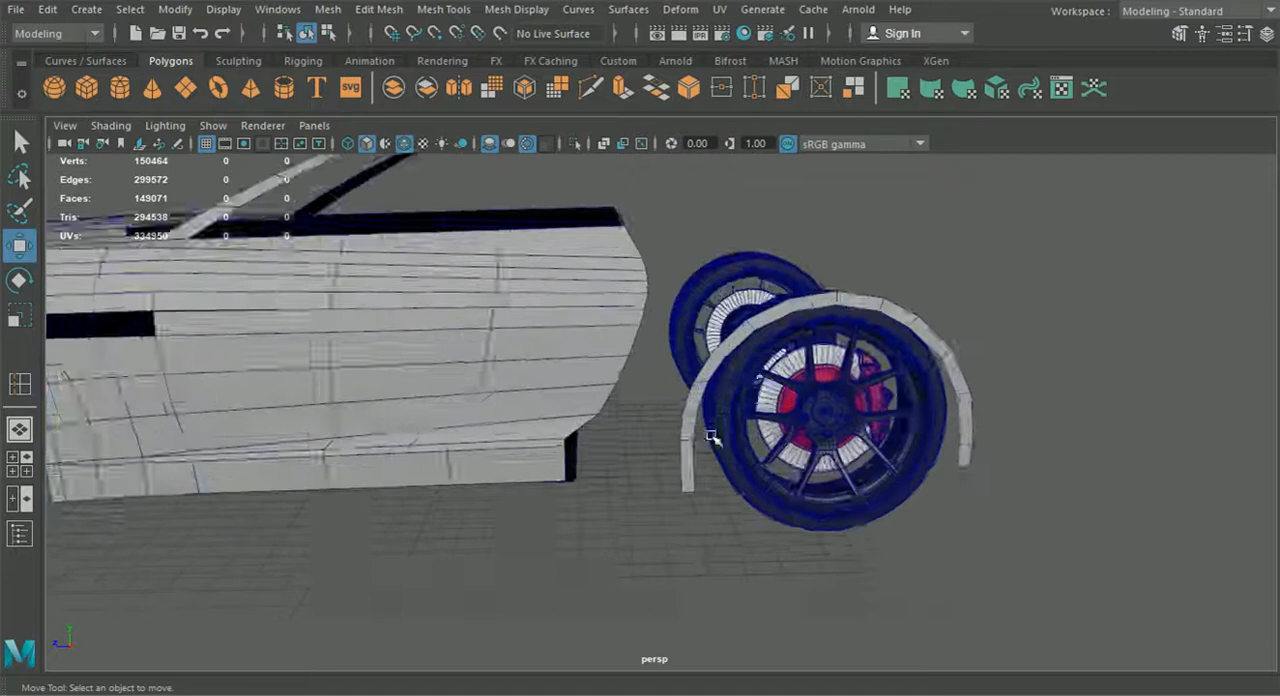 File Edit Create Select Modify Display Windows Mesh Edit Mesh Mesh Tools Mesh Display Curves Surfaces Deform UV Generate Cache Arnold Help Workspace: Modeling - Standard
Modeling No Live Surface Sign In
Curves / Surfaces Polygons Sculpting Rigging Animation Rendering FX FX Caching Custom Arnold Bifrost MASH Motion Graphics XGen
T SVG
View Shading Lighting Show Renderer Panels
0.00 1.00 sRGB gamma
Verts: 150464 0 0
Edges: 299572 0 0
Faces: 149071 0 0
Tris: 294538 0 0
UVs: 334950 0 0
persp
Move Tool: Select an object to move.